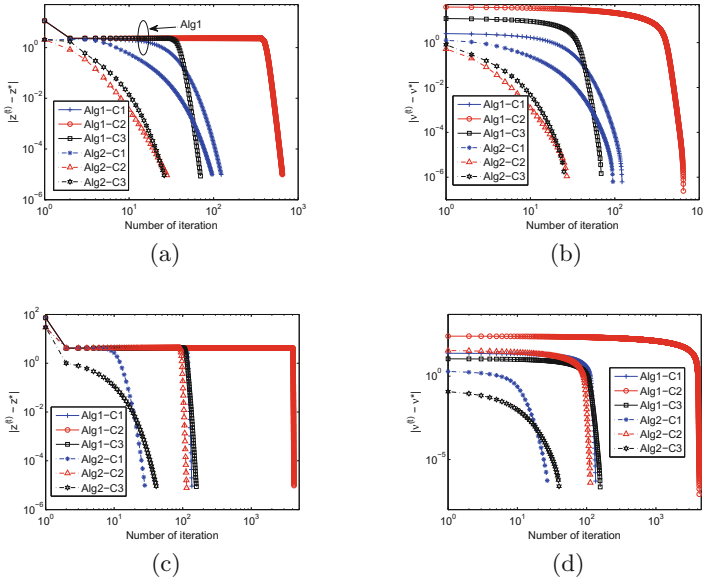 Alg1
10^0
10^-2
10^-4
10^-6
|z^(t) − z*|
Alg1−C1
Alg1−C2
Alg1−C3
Alg2−C1
Alg2−C2
Alg2−C3
10^0
10^1
10^2
10^3
Number of iteration
(a)
10^0
10^-2
10^-4
10^-6
|ν^(t) − ν*|
Alg1−C1
Alg1−C2
Alg1−C3
Alg2−C1
Alg2−C2
Alg2−C3
10^0
10^1
10^2
10
Number of iteration
(b)
10^2
10^0
10^-2
10^-4
10^-6
|z^(t) − z*|
Alg1−C1
Alg1−C2
Alg1−C3
Alg2−C1
Alg2−C2
Alg2−C3
10^0
10^1
10^2
10^3
Number of iteration
(c)
10^0
10^-5
|ν^(t) − ν*|
Alg1−C1
Alg1−C2
Alg1−C3
Alg2−C1
Alg2−C2
Alg2−C3
10^0
10^1
10^2
10^3
Number of iteration
(d)